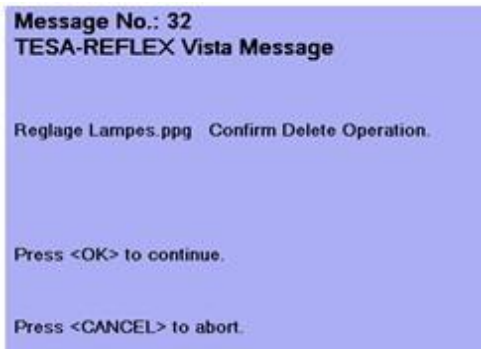 Message No.: 32
TESA-REFLEX Vista Message
Reglage Lampes.ppg Confirm Delete Operation.
Press <OK> to continue.
Press <CANCEL> to abort.